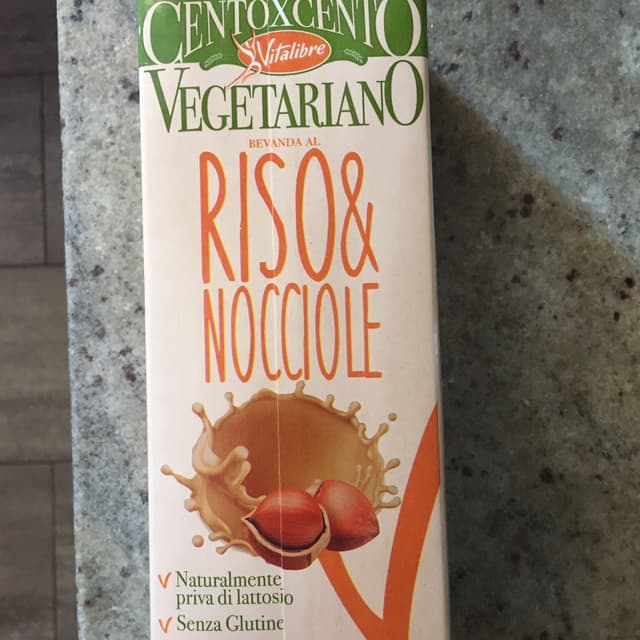 CENTOXCENTO
Vitalibre
VEGETARIANO
BEVANDA AL
RISO&
NOCCIOLE
Naturalmente
priva di lattosio
Senza Glutine